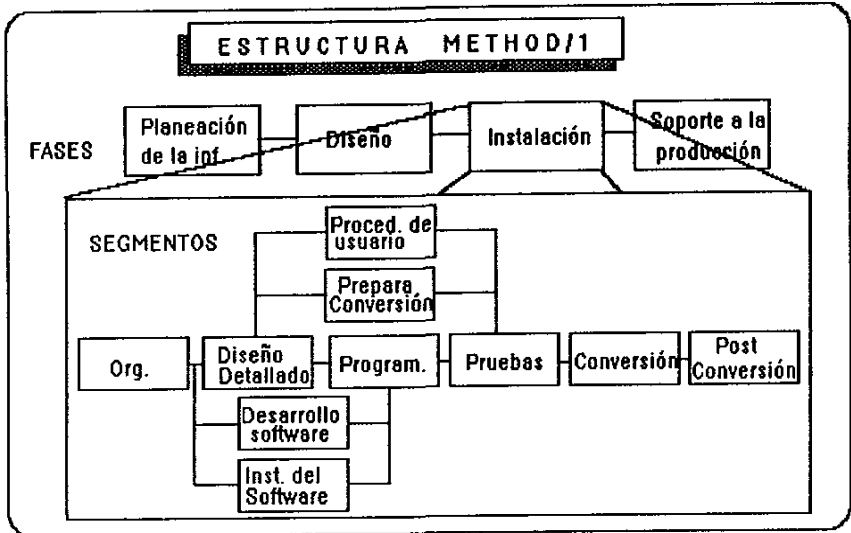 ESTRUCTURA METHOD/1
FASES
Planeación
de la inf
Diseño
Instalación
Soporte a la
producción
SEGMENTOS
Proced. de
usuario
Prepara
Conversión
Org.
Diseño
Detallado
Program.
Pruebas
Conversión
Post
Conversión
Desarrollo
software
Inst. del
Software